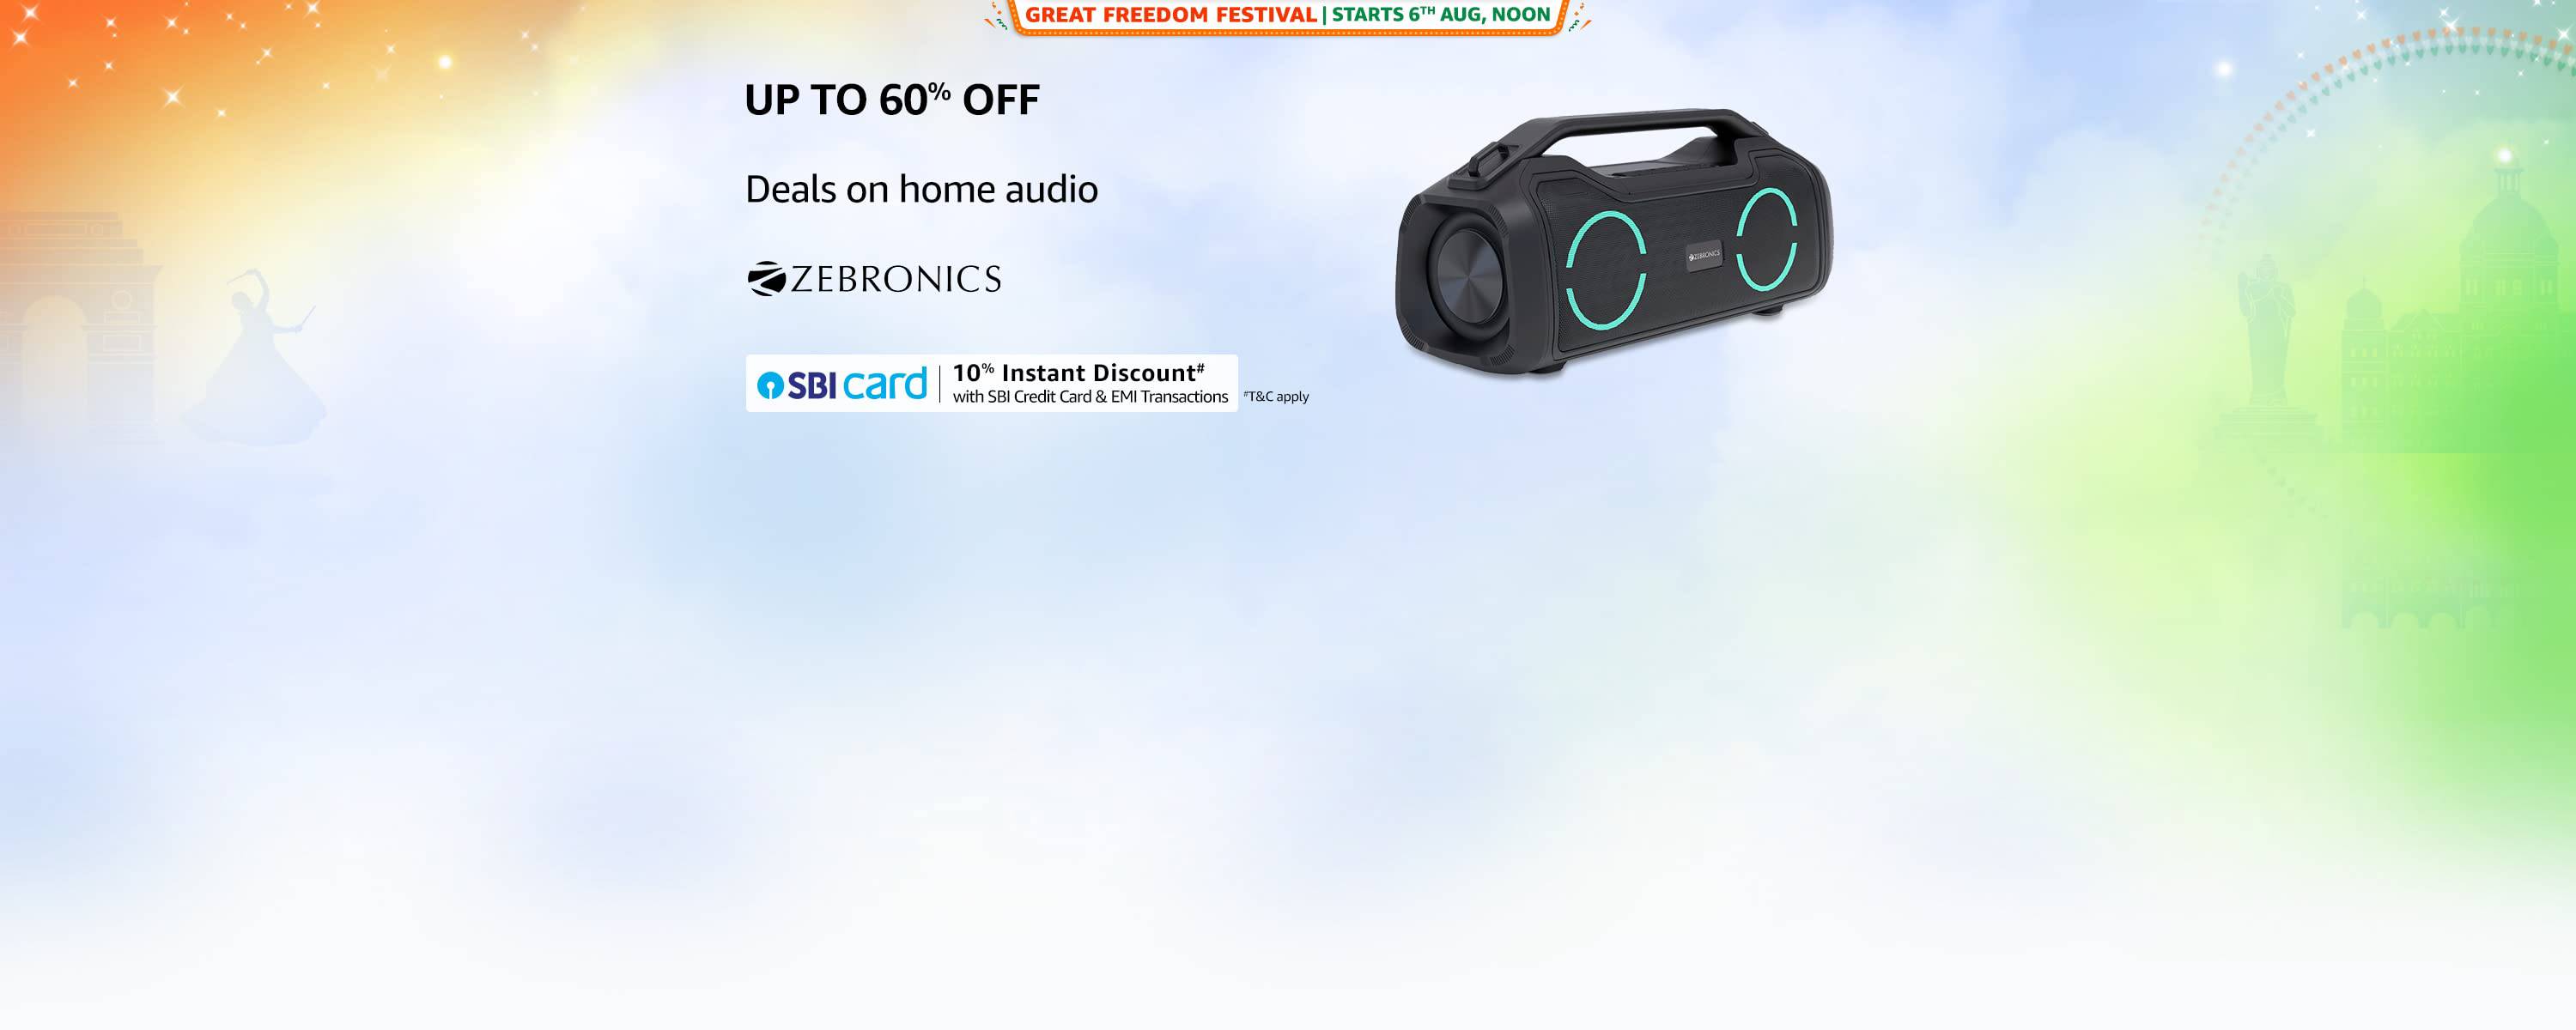 GREAT FREEDOM FESTIVAL | STARTS 6TH AUG, NOON
UP TO 60% OFF
Deals on home audio
ZEBRONICS
ZEBRONICS
SBI card | 10% Instant Discount#
with SBI Credit Card & EMI Transactions
#T&C apply